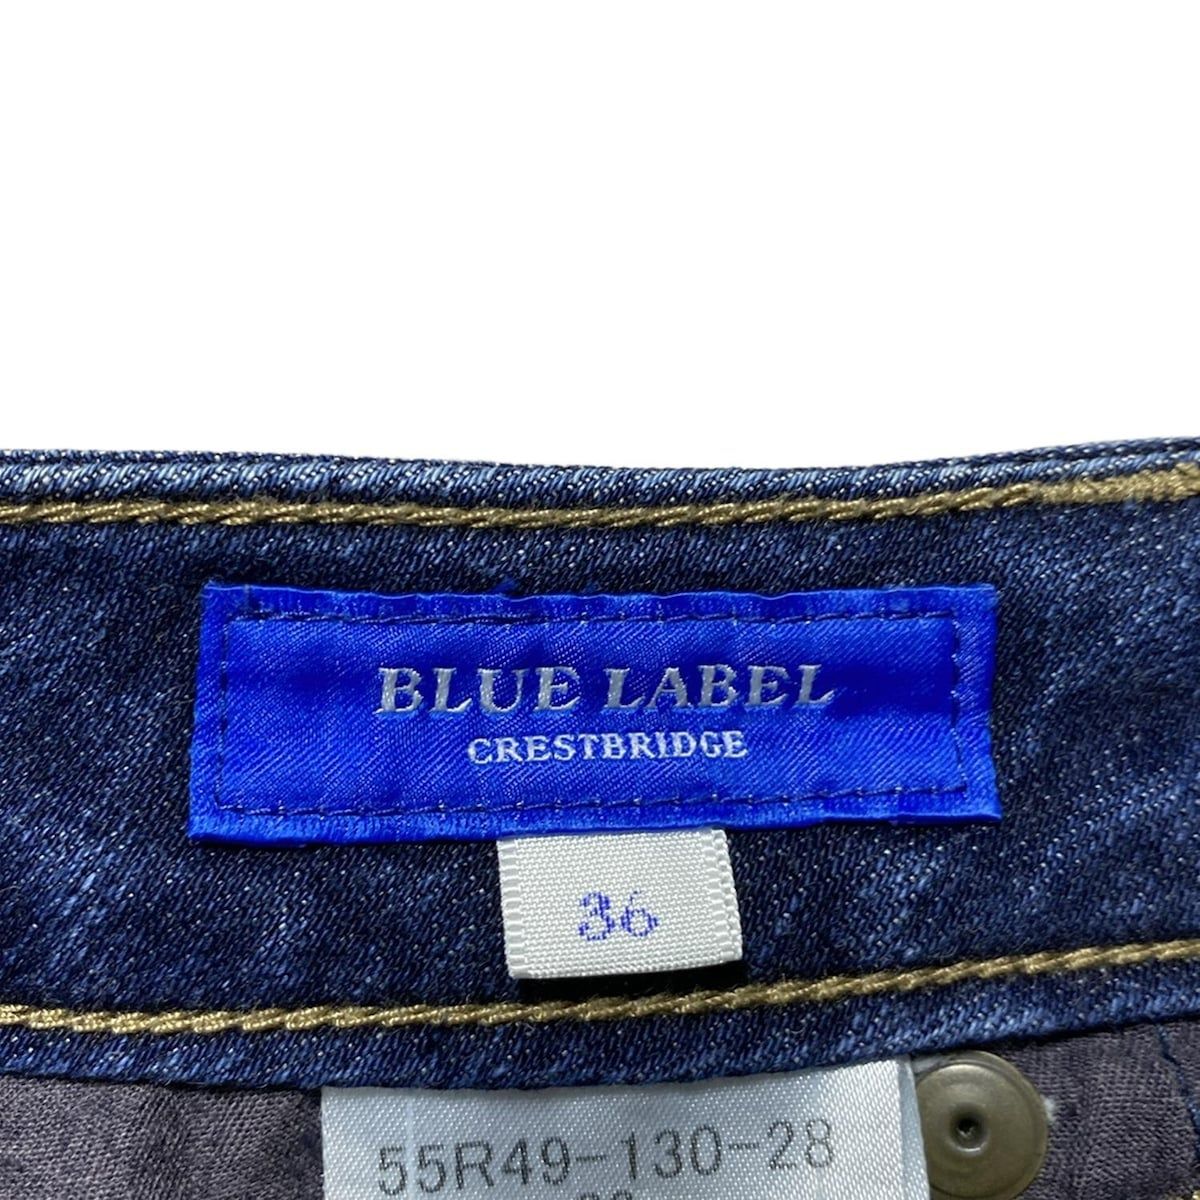 BLUE LABEL
CRESTBRIDGE
36
55R49-130-28